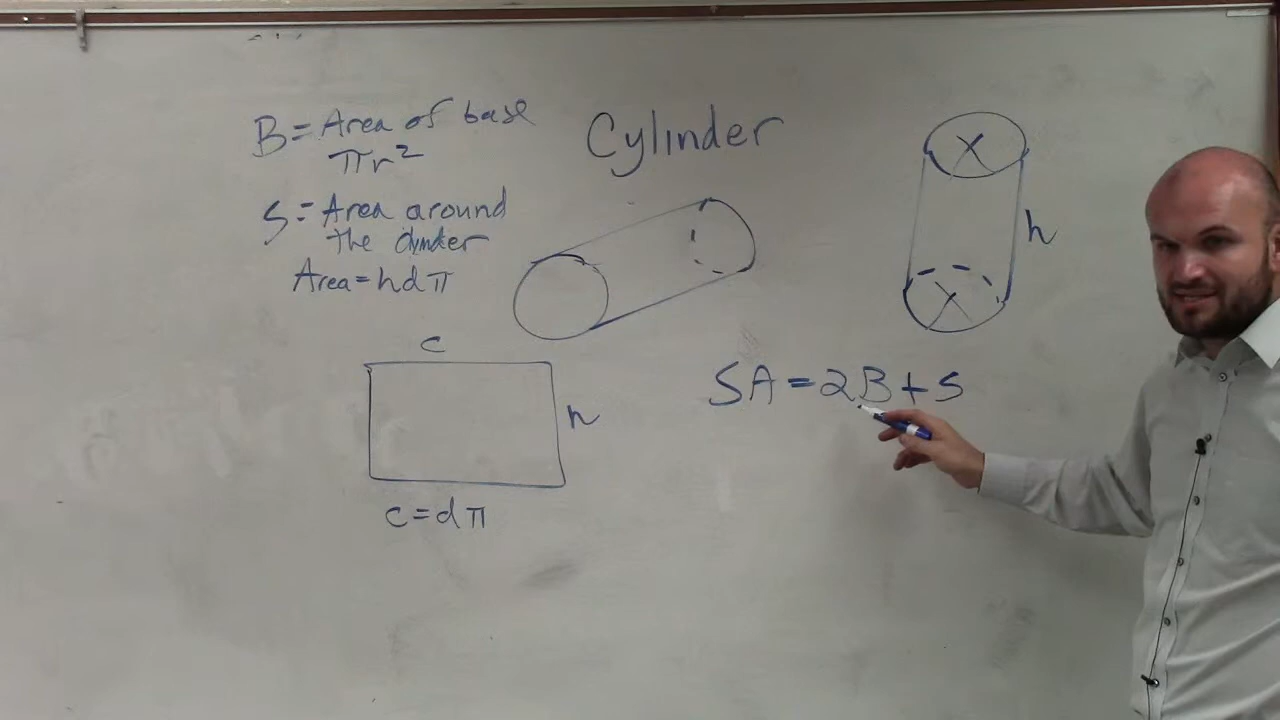 B = Area of base
πr²
Cylinder
S = Area around
the cylinder
Area = hdπ
h
c
h
c = dπ
SA = 2B + S